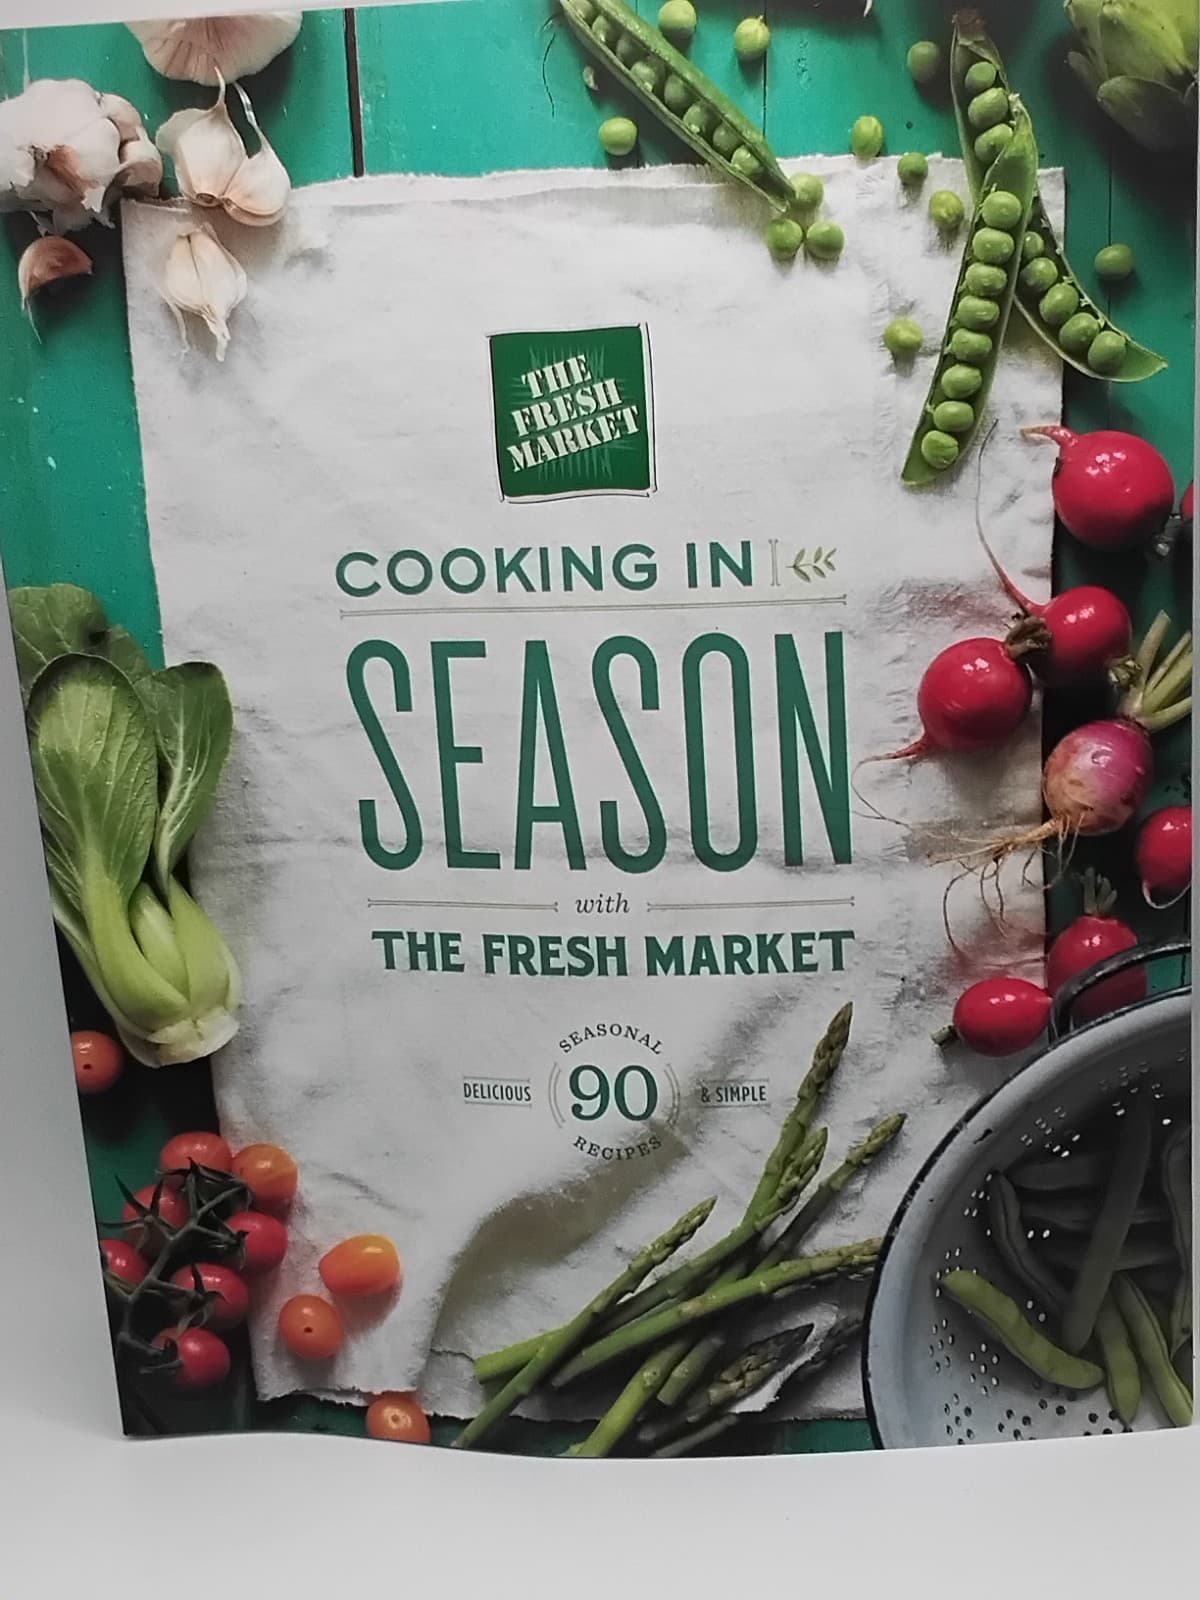 THE
FRESH
MARKET
COOKING IN
SEASON
with
THE FRESH MARKET
SEASONAL
DELICIOUS 90 & SIMPLE
RECIPES